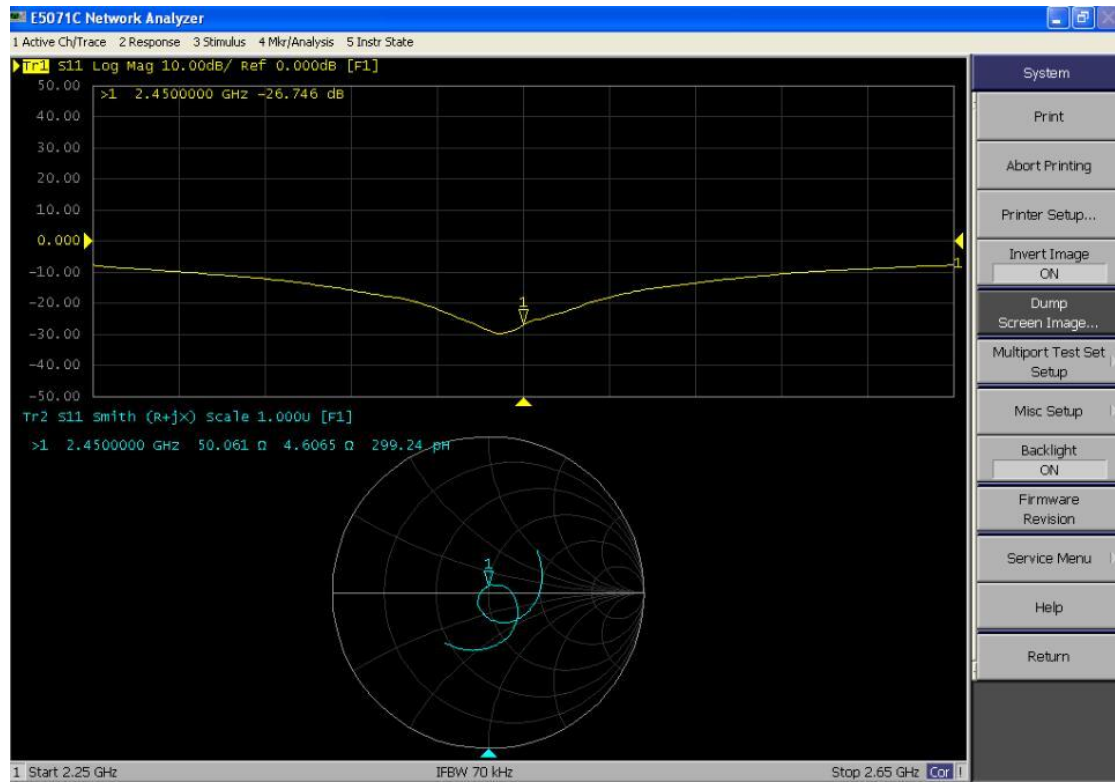 E5071C Network Analyzer
1 Active Ch/Trace 2 Response 3 Stimulus 4 Mkr/Analysis 5 Instr State
Tr1 S11 Log Mag 10.00dB/ Ref 0.000dB [F1]
50.00
>1 2.4500000 GHz -26.746 dB
40.00
30.00
20.00
10.00
0.000
-10.00
1
-20.00
1
-30.00
-40.00
-50.00
Tr2 S11 Smith (R+jX) Scale 1.000U [F1]
>1 2.4500000 GHz 50.061 Ω 4.6065 Ω 299.24 pH
1
1 Start 2.25 GHz
IFBW 70 kHz
Stop 2.65 GHz Cor !
System
Print
Abort Printing
Printer Setup...
Invert Image
ON
Dump
Screen Image...
Multiport Test Set
Setup
Misc Setup
Backlight
ON
Firmware
Revision
Service Menu
Help
Return